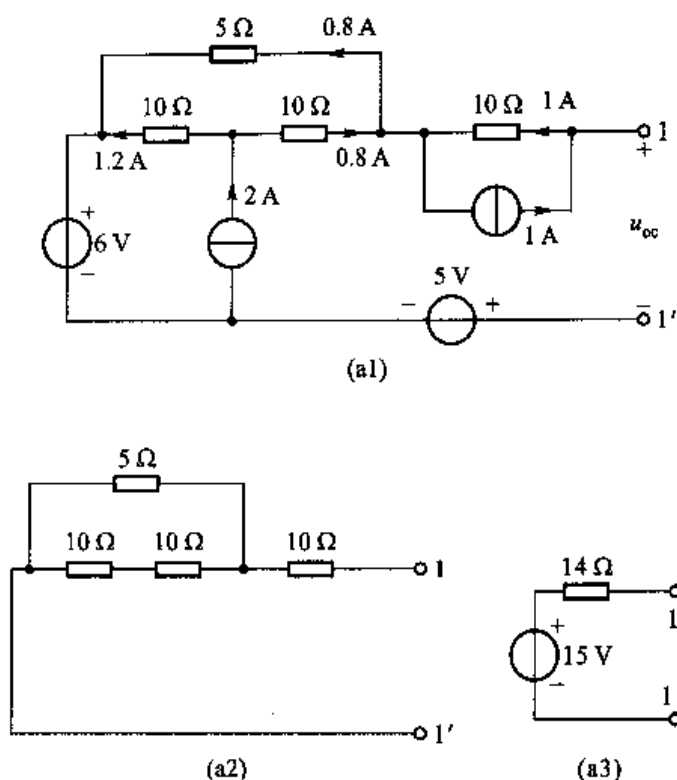 5 Ω 0.8 A
10 Ω 10 Ω 10 Ω 1 A 1
1.2 A 0.8 A +
+ 2 A
6 V 1 A u_oc
− 5 V
− + − 1′
(a1)
5 Ω
10 Ω 10 Ω 10 Ω 1
14 Ω
1
+
15 V
−
1
1′
(a2) (a3)